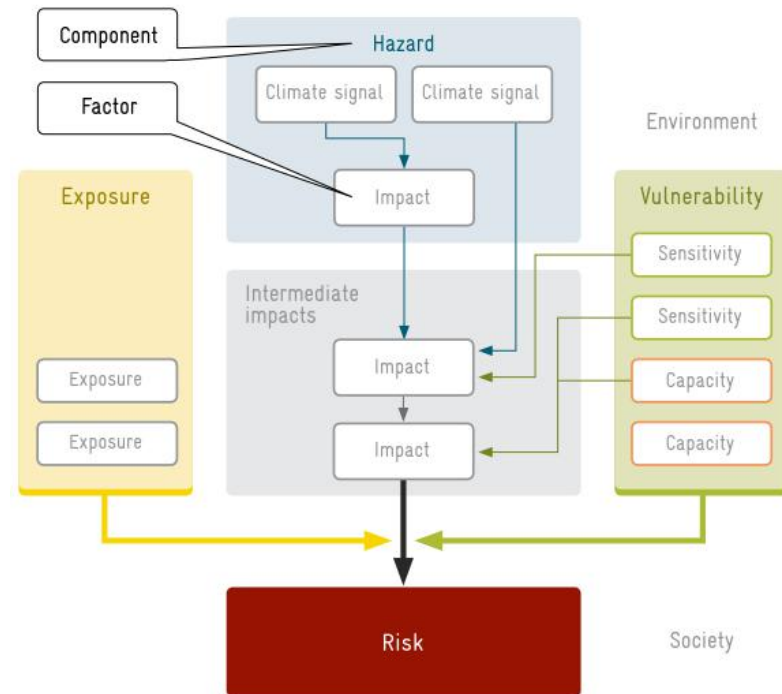 Component
Hazard
Climate signal
Climate signal
Factor
Environment
Exposure
Impact
Vulnerability
Sensitivity
Intermediate
impacts
Sensitivity
Impact
Exposure
Capacity
Exposure
Impact
Capacity
Risk
Society